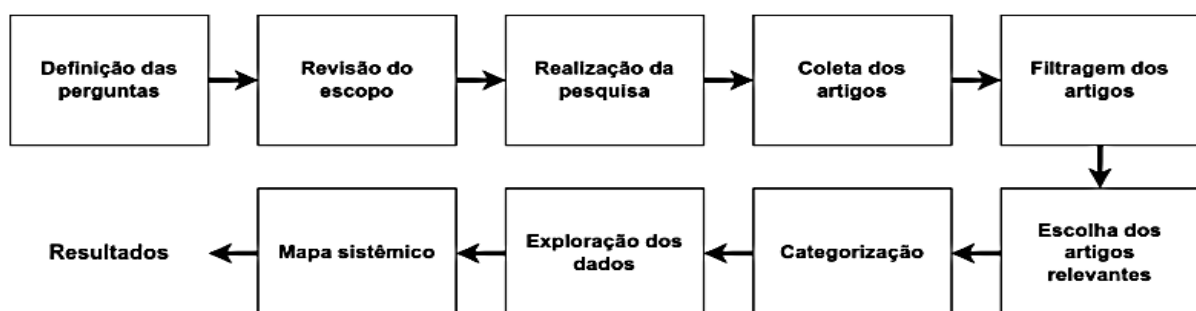 Definição das
perguntas
Revisão do
escopo
Realização da
pesquisa
Coleta dos
artigos
Filtragem dos
artigos
Escolha dos
artigos
relevantes
Categorização
Exploração dos
dados
Mapa sistêmico
Resultados